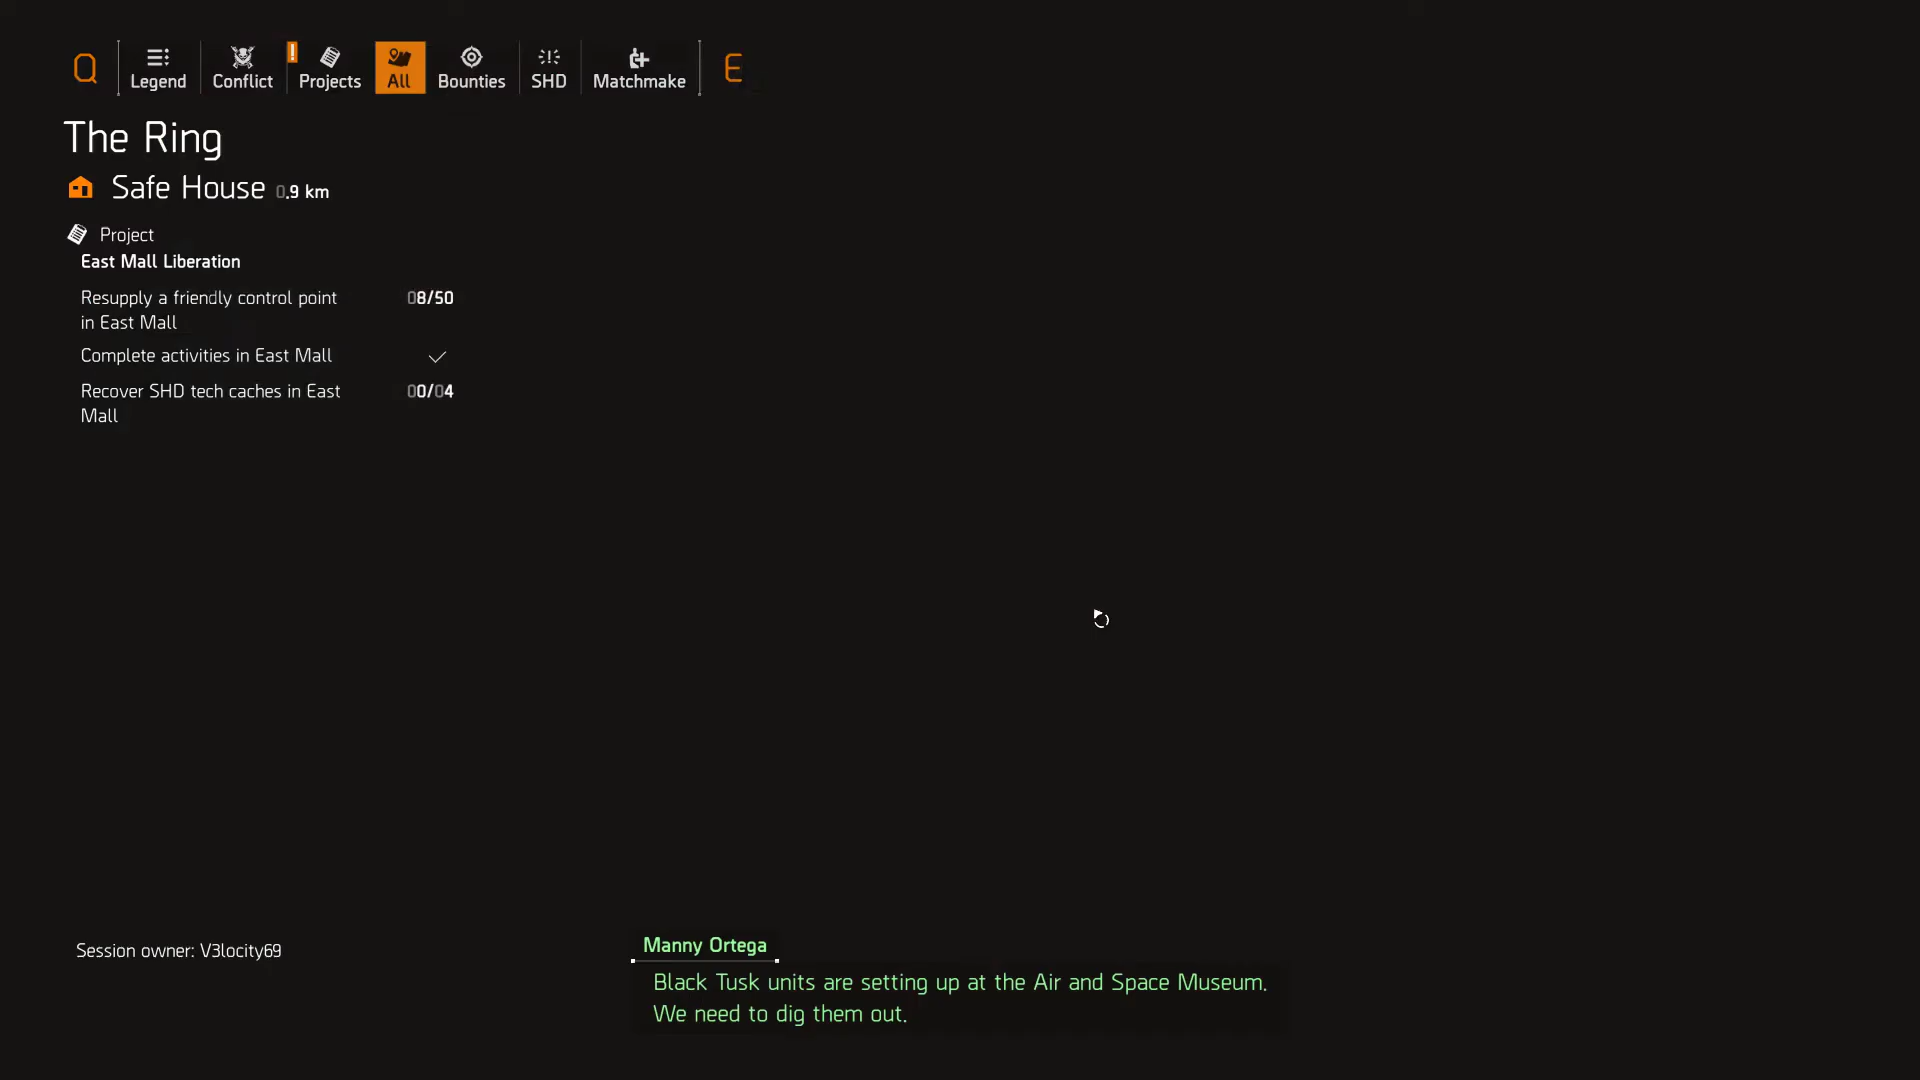 Q
Legend
Conflict
!
Projects
All
Bounties
SHD
Matchmake
E
The Ring
Safe House 0.9 km
Project
East Mall Liberation
Resupply a friendly control point 08/50
in East Mall
Complete activities in East Mall
Recover SHD tech caches in East 00/04
Mall
Session owner: V3locity69
Manny Ortega
Black Tusk units are setting up at the Air and Space Museum.
We need to dig them out.